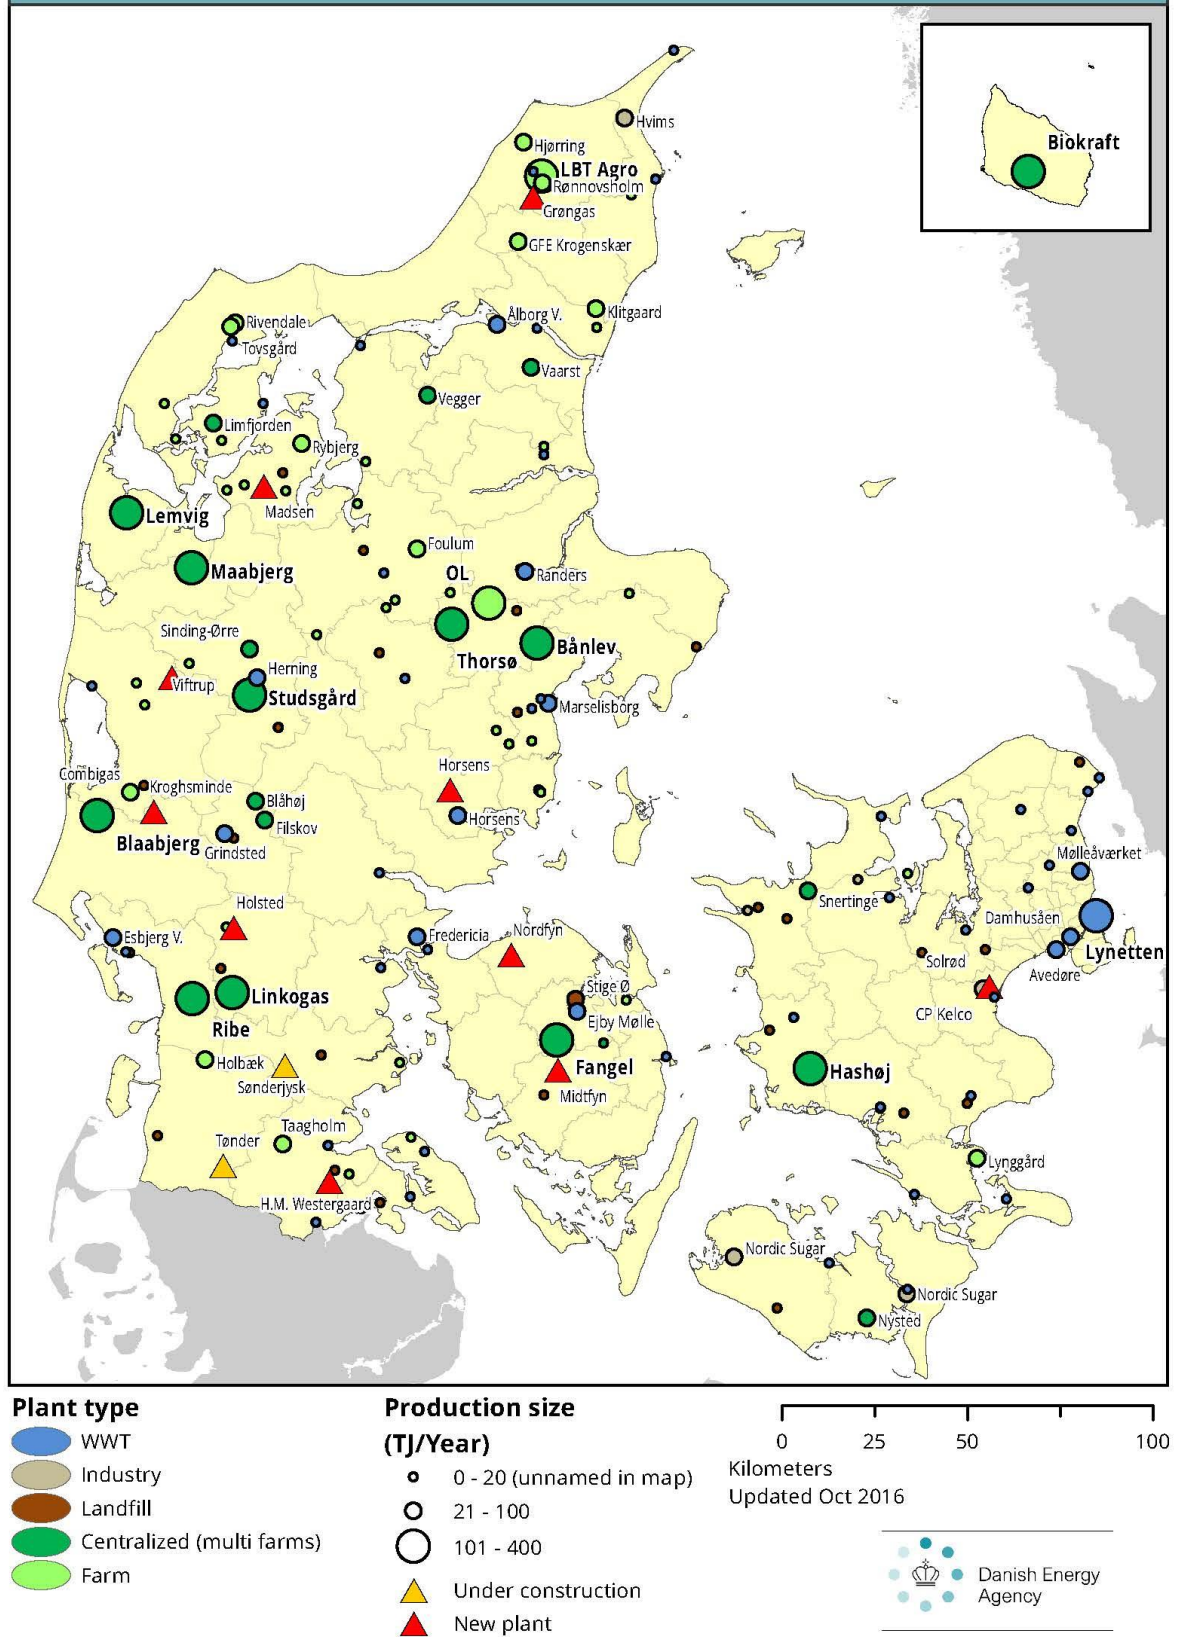 Biokraft
Hvims
Hjørring
LBT Agro
Rønnovsholm
Grøngas
GFE Krogenskær
Klitgaard
Ålborg V.
Rivendale
Tovsgård
Vaarst
Vegger
Limfjorden
Rybjerg
Madsen
Lemvig
Foulum
Maabjerg
OL
Randers
Sinding-Ørre
Thorsø
Bånlev
Herning
Viftrup
Studsgård
Marselisborg
Horsens
Combigas
Kroghsminde
Blåhøj
Horsens
Filskov
Blaabjerg
Grindsted
Mølleåværket
Snertinge
Holsted
Damhusåen
Esbjerg V.
Fredericia
Nordfyn
Lynetten
Solrød
Avedøre
Stige Ø
Linkogas
CP Kelco
Ribe
Ejby Mølle
Holbæk
Fangel
Hashøj
Sønderjysk
Midtfyn
Taagholm
Tønder
Lynggård
H.M. Westergaard
Nordic Sugar
Nordic Sugar
Nysted
Plant type
WWT
Industry
Landfill
Centralized (multi farms)
Farm
Production size
(TJ/Year)
0 - 20 (unnamed in map)
21 - 100
101 - 400
Under construction
New plant
0 25 50 100
Kilometers
Updated Oct 2016
Danish Energy
Agency